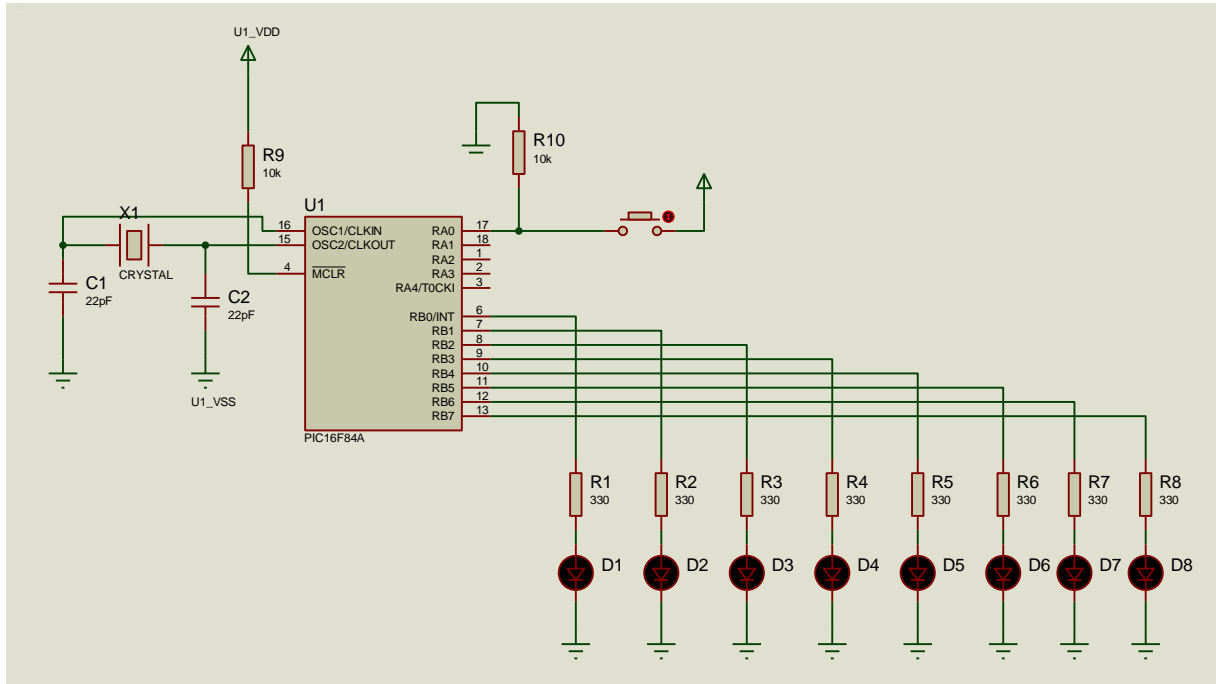 U1_VDD
R9
10k
R10
10k
U1
X1
CRYSTAL
C1
22pF
C2
22pF
U1_VSS
16
15
4
OSC1/CLKIN
OSC2/CLKOUT
MCLR
RA0
RA1
RA2
RA3
RA4/T0CKI
RB0/INT
RB1
RB2
RB3
RB4
RB5
RB6
RB7
17
18
1
2
3
6
7
8
9
10
11
12
13
PIC16F84A
R1
330
R2
330
R3
330
R4
330
R5
330
R6
330
R7
330
R8
330
D1
D2
D3
D4
D5
D6
D7
D8